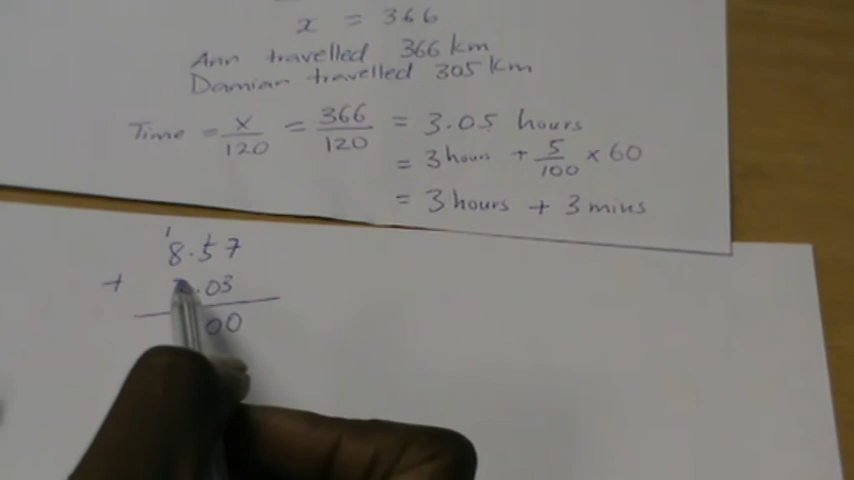 x = 366
Ann travelled 366 km
Damian travelled 305 km
Time = x/120 = 366/120 = 3.05 hours
= 3 hours + 5/100 x 60
= 3 hours + 3 mins
1 1
8.57
+ .03
00